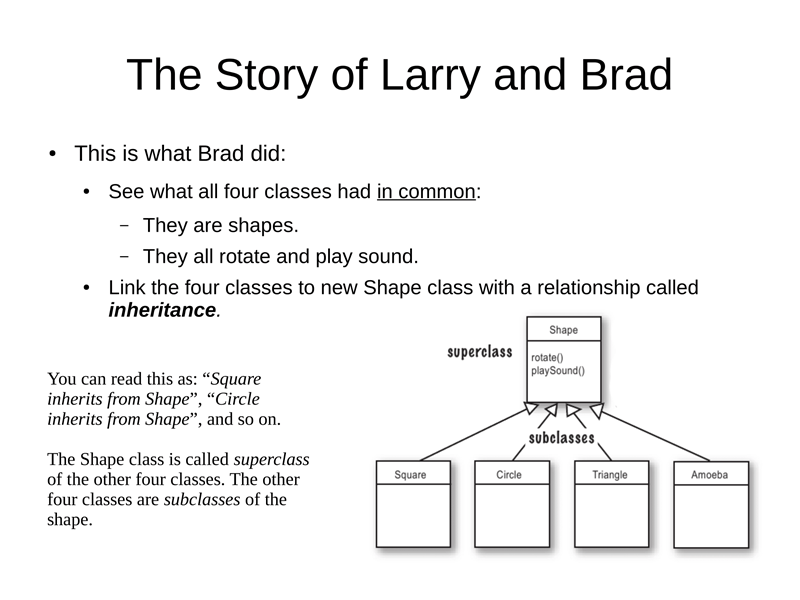 The Story of Larry and Brad
• This is what Brad did:
• See what all four classes had in common:
– They are shapes.
– They all rotate and play sound.
• Link the four classes to new Shape class with a relationship called
inheritance.
You can read this as: “Square
inherits from Shape”, “Circle
inherits from Shape”, and so on.
The Shape class is called superclass
of the other four classes. The other
four classes are subclasses of the
shape.
superclass
Shape
rotate()
playSound()
subclasses
Square
Circle
Triangle
Amoeba